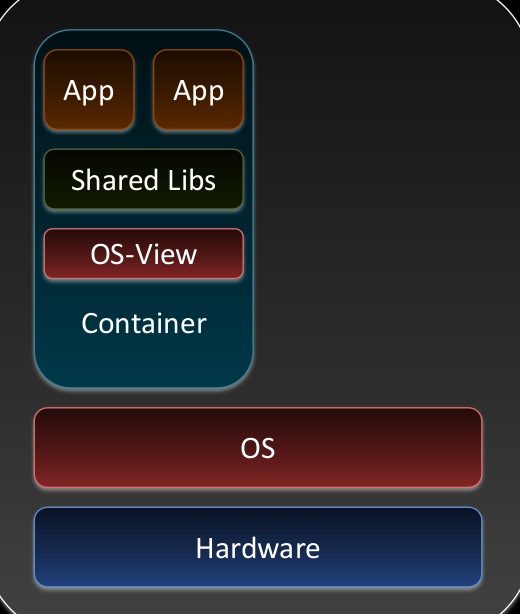 App App
Shared Libs
OS-View
Container
OS
Hardware